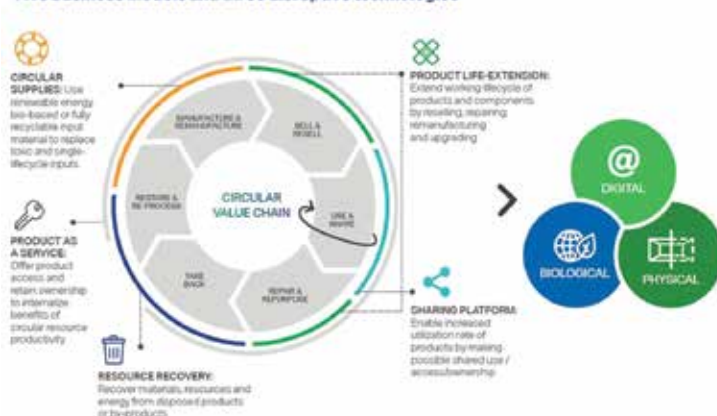 CIRCULAR
SUPPLIES: Use
renewable energy
bio-based or fully
recyclable input
material to replace
toxic and single-
lifecycle inputs
PRODUCT AS
A SERVICE:
Offer product
access and
retain ownership
to internalize
benefits of
circular resource
productivity
RESOURCE RECOVERY:
Recover materials, resources and
energy from disposed products
or by-products
MANUFACTURE &
REMANUFACTURE
SELL &
RESELL
USE &
REPAIR &
REPURPOSE
TAKE
BACK
RESTORE &
RE-PROCESS
CIRCULAR
VALUE CHAIN
PRODUCT LIFE-EXTENSION:
Extend working lifecycle of
products and components
by reselling, repairing
remanufacturing
and upgrading
SHARING PLATFORM:
Enable increased
utilization rate of
products by making
possible shared use /
access/ownership
@
DIGITAL
BIOLOGICAL
PHYSICAL